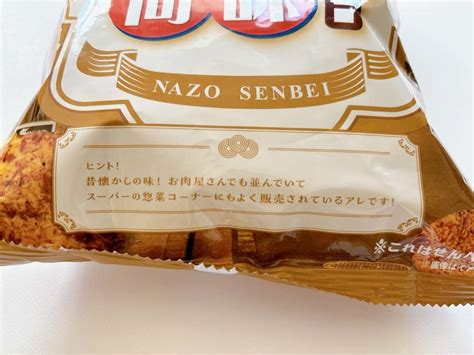 NAZO SENBEI
ヒント!
昔懐かしの味! お肉屋さんでも並んでいて
スーパーの惣菜コーナーにもよく販売されているアレです!
※これはせんべ